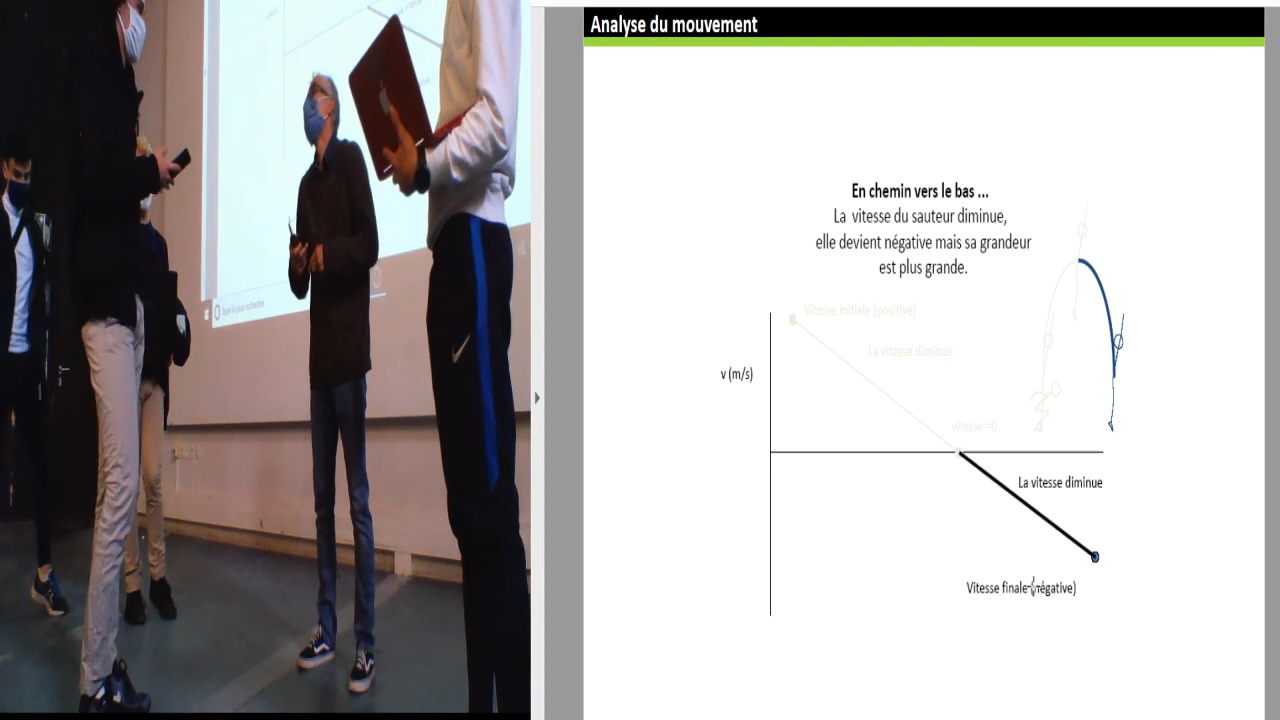 Analyse du mouvement
En chemin vers le bas ...
La vitesse du sauteur diminue,
elle devient négative mais sa grandeur
est plus grande.
Vitesse initiale (positive)
La vitesse diminue
v (m/s)
vitesse =0
La vitesse diminue
Vitesse finale (négative)